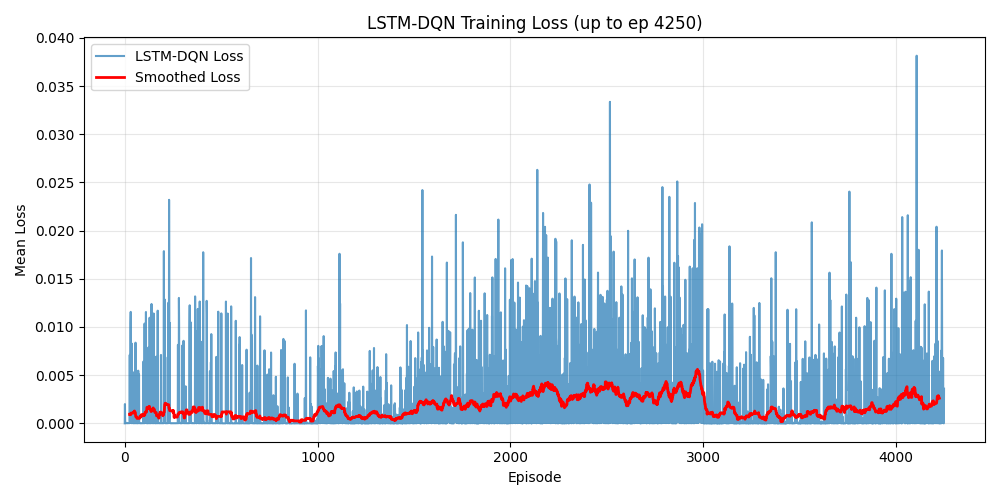 LSTM-DQN Training Loss (up to ep 4250)
LSTM-DQN Loss
Smoothed Loss
Mean Loss
0.040
0.035
0.030
0.025
0.020
0.015
0.010
0.005
0.000
0
1000
2000
3000
4000
Episode